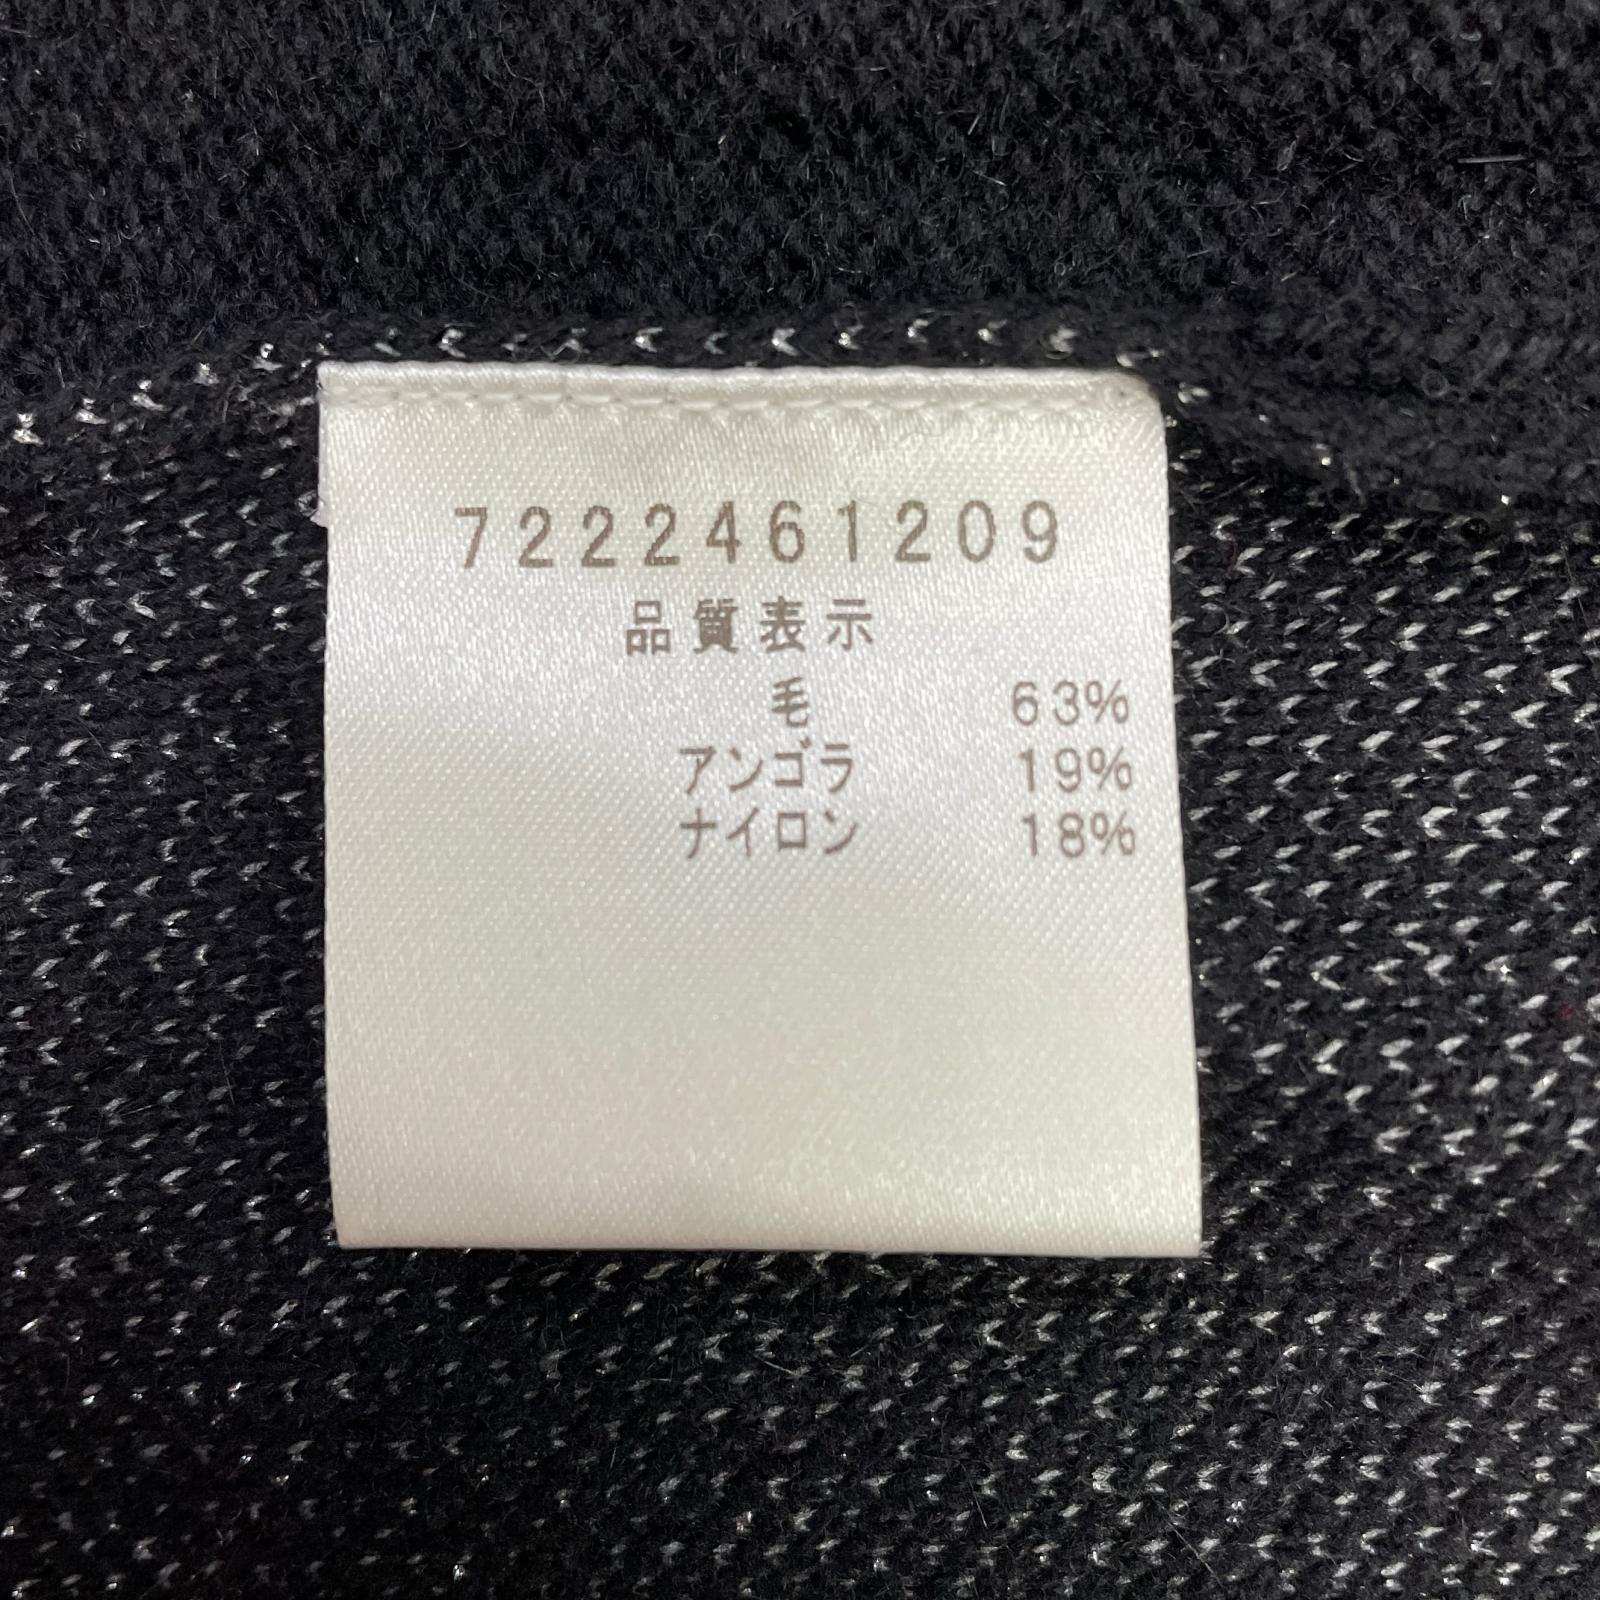 7222461209
品質表示
毛 63%
アンゴラ 19%
ナイロン 18%